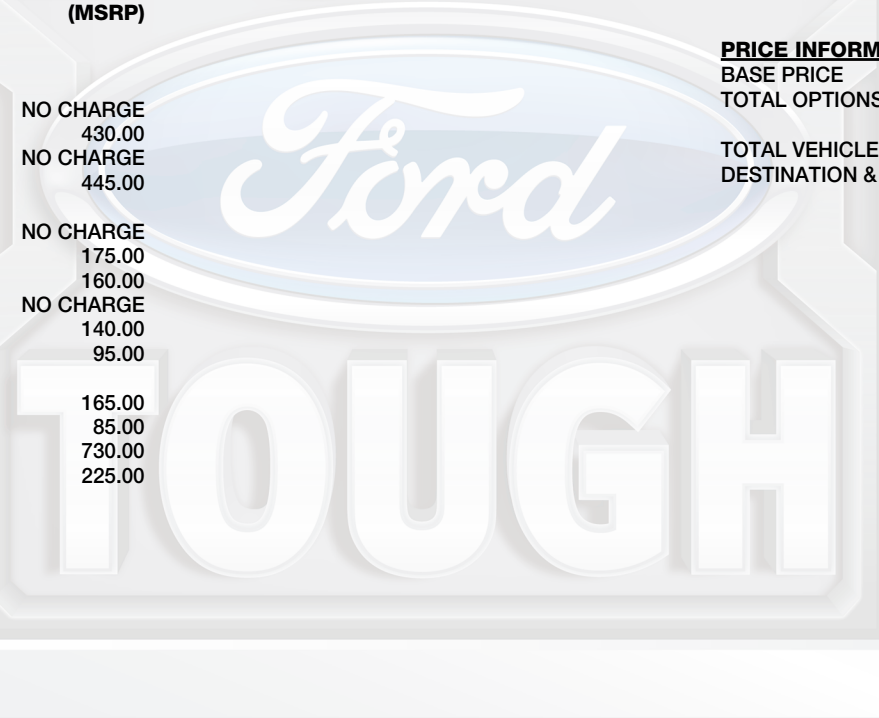 (MSRP)
NO CHARGE
430.00
NO CHARGE
445.00
NO CHARGE
175.00
160.00
NO CHARGE
140.00
95.00
165.00
85.00
730.00
225.00
PRICE INFORM
BASE PRICE
TOTAL OPTIONS
TOTAL VEHICLE
DESTINATION &
Ford
TOUGH